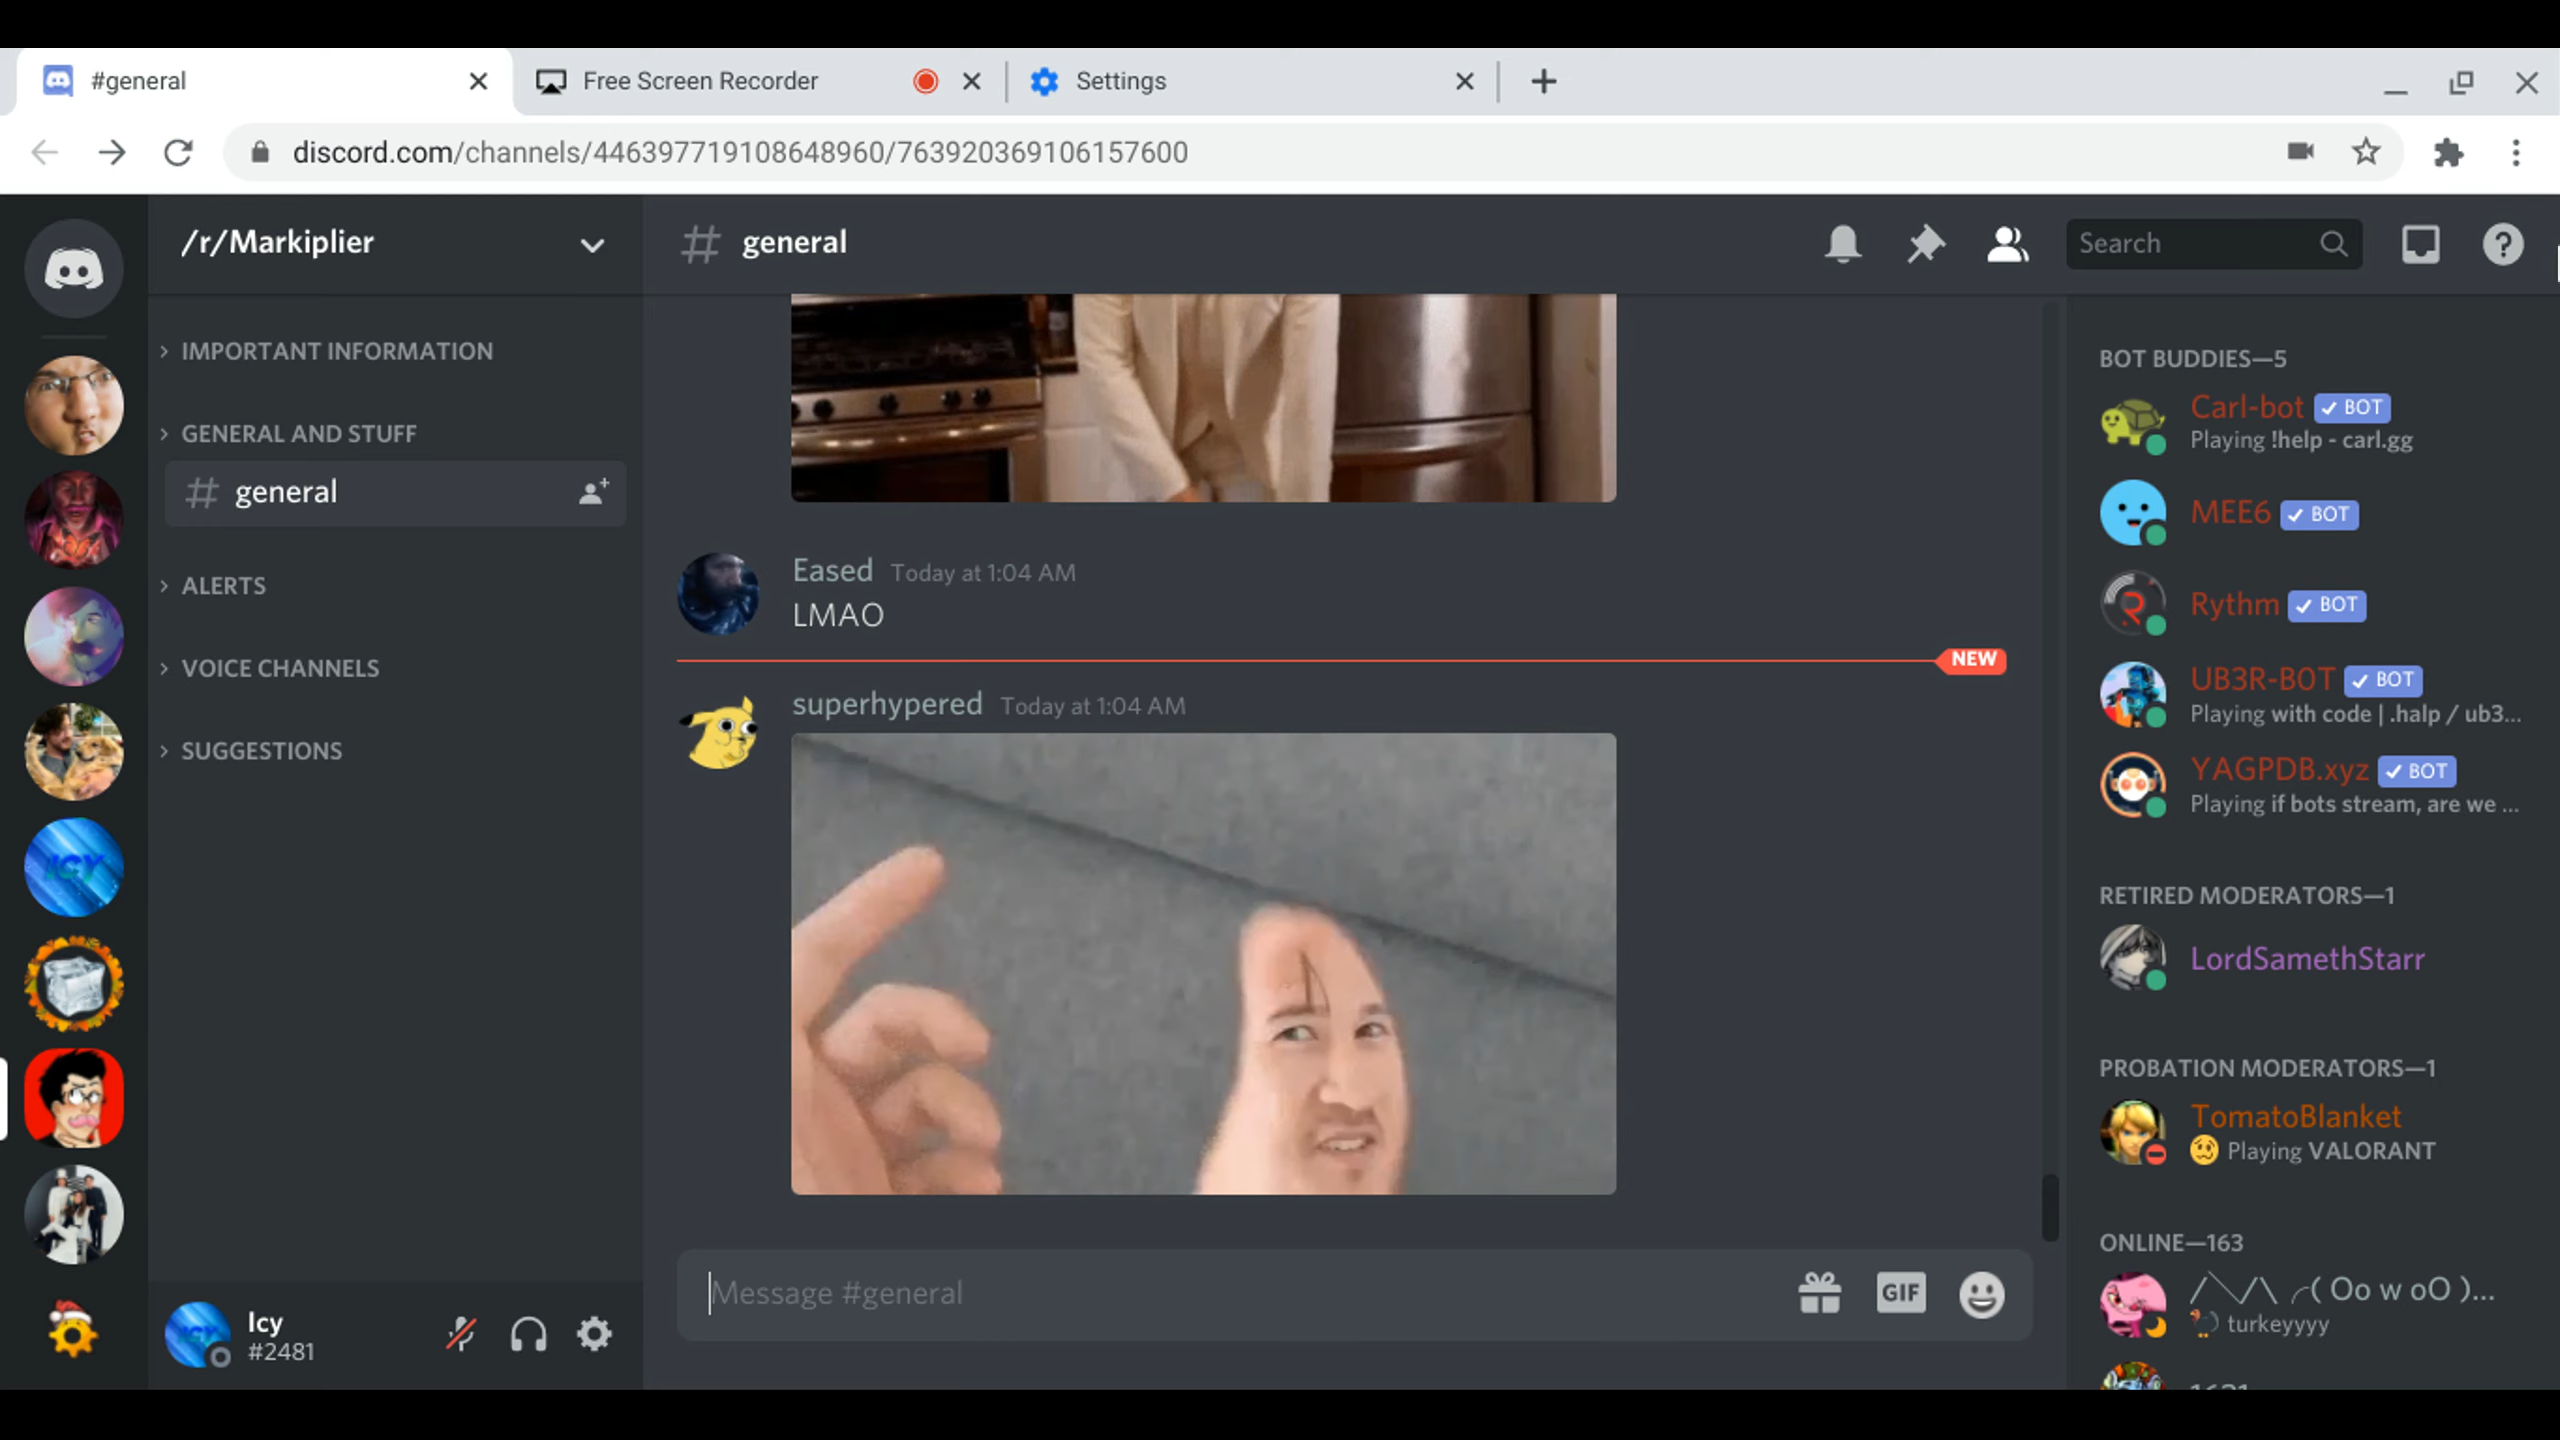 #general
Free Screen Recorder
Settings
discord.com/channels/446397719108648960/763920369106157600
/r/Markiplier
general
Search
IMPORTANT INFORMATION
GENERAL AND STUFF
general
ALERTS
VOICE CHANNELS
SUGGESTIONS
ICY
Icy
#2481
Eased Today at 1:04 AM
LMAO
NEW
superhypered Today at 1:04 AM
Message #general
GIF
BOT BUDDIES—5
Carl-bot BOT
Playing !help - carl.gg
MEE6 BOT
Rythm BOT
UB3R-B0T BOT
Playing with code | .halp / ub3...
YAGPDB.xyz BOT
Playing if bots stream, are we ...
RETIRED MODERATORS—1
LordSamethStarr
PROBATION MODERATORS—1
TomatoBlanket
Playing VALORANT
ONLINE—163
/╲/\ ╭( Oo w oO )...
turkeyyyy